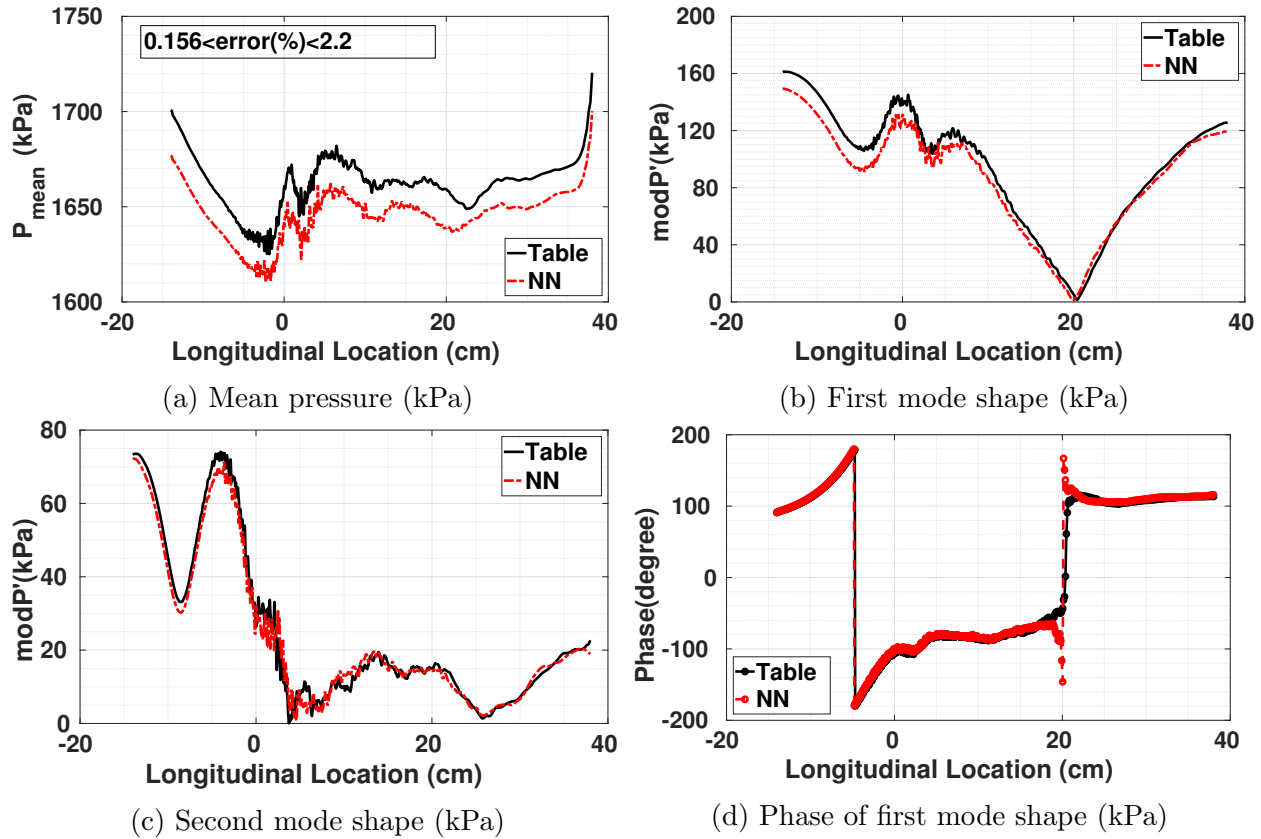 1750
1700
1650
1600
P_mean (kPa)
0.156<error(%)<2.2
Table
NN
-20 0 20 40
Longitudinal Location (cm)
(a) Mean pressure (kPa)
200
160
120
80
40
0
modP'(kPa)
Table
NN
-20 0 20 40
Longitudinal Location (cm)
(b) First mode shape (kPa)
80
60
40
20
0
modP'(kPa)
Table
NN
-20 0 20 40
Longitudinal Location (cm)
(c) Second mode shape (kPa)
200
100
0
-100
-200
Phase(degree)
Table
NN
-20 0 20 40
Longitudinal Location (cm)
(d) Phase of first mode shape (kPa)